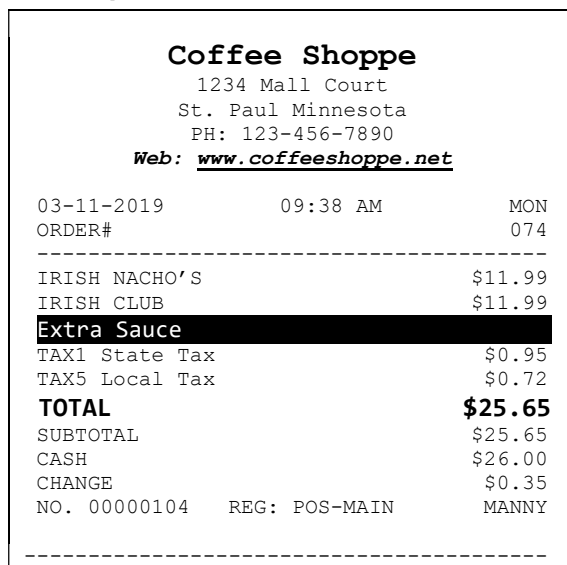 Coffee Shoppe
1234 Mall Court
St. Paul Minnesota
PH: 123-456-7890
Web: www.coffeeshoppe.net
03-11-2019 09:38 AM MON
ORDER# 074
-----------------------------------------
IRISH NACHO’S $11.99
IRISH CLUB $11.99
Extra Sauce
TAX1 State Tax $0.95
TAX5 Local Tax $0.72
TOTAL $25.65
SUBTOTAL $25.65
CASH $26.00
CHANGE $0.35
NO. 00000104 REG: POS-MAIN MANNY
-----------------------------------------